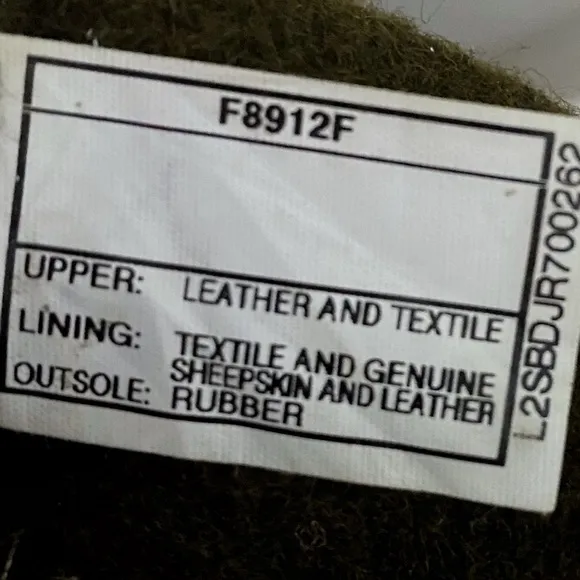 F8912F
UPPER: LEATHER AND TEXTILE
LINING: TEXTILE AND GENUINE
SHEEPSKIN AND LEATHER
OUTSOLE: RUBBER
L2SBDJR700262